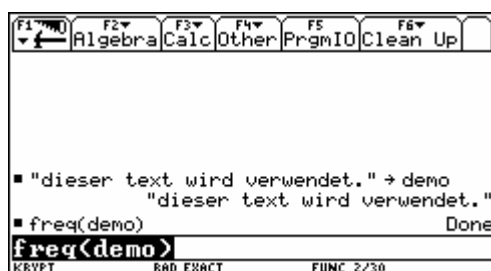 F1 F2 F3 F4 F5 F6
Algebra Calc Other PrgmIO Clean Up
"dieser text wird verwendet." → demo
"dieser text wird verwendet."
freq(demo) Done
freq(demo)
KRYPT RAD EXACT FUNC 2/30